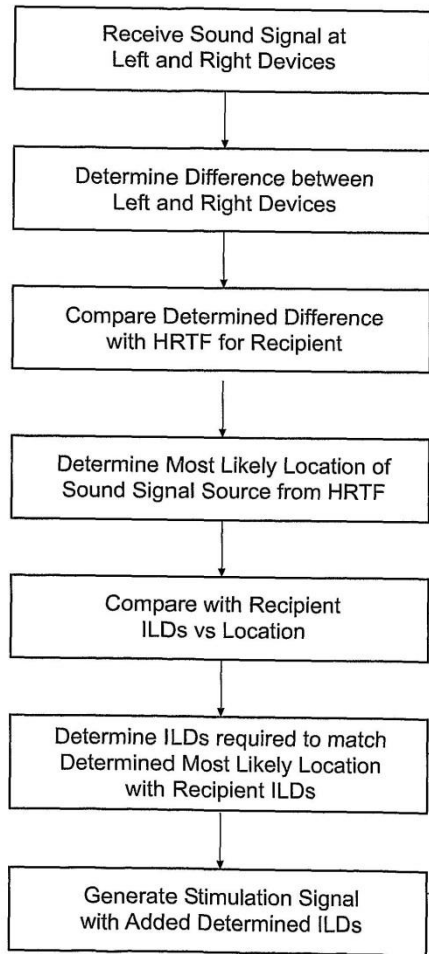 Receive Sound Signal at
Left and Right Devices
Determine Difference between
Left and Right Devices
Compare Determined Difference
with HRTF for Recipient
Determine Most Likely Location of
Sound Signal Source from HRTF
Compare with Recipient
ILDs vs Location
Determine ILDs required to match
Determined Most Likely Location
with Recipient ILDs
Generate Stimulation Signal
with Added Determined ILDs